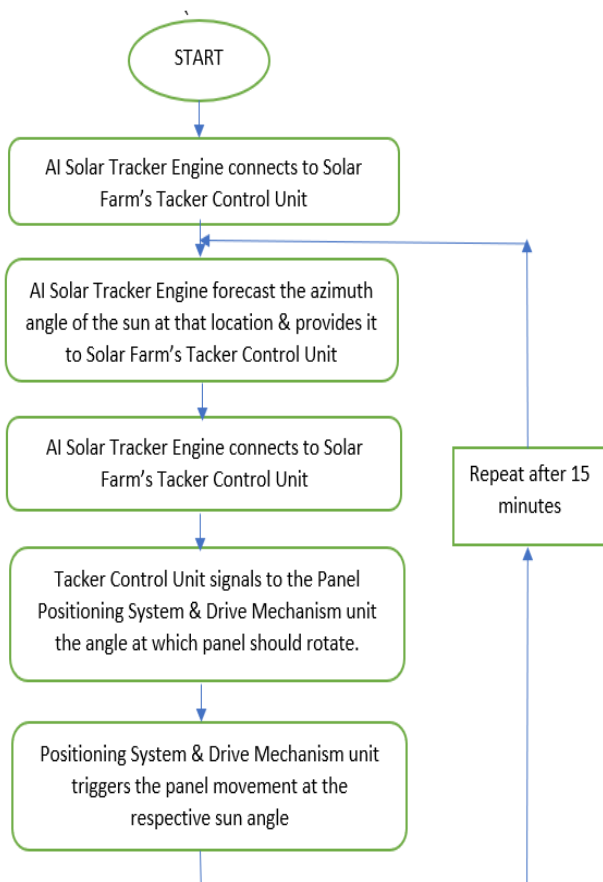 START
AI Solar Tracker Engine connects to Solar
Farm's Tacker Control Unit
AI Solar Tracker Engine forecast the azimuth
angle of the sun at that location & provides it
to Solar Farm's Tacker Control Unit
AI Solar Tracker Engine connects to Solar
Farm's Tacker Control Unit
Tacker Control Unit signals to the Panel
Positioning System & Drive Mechanism unit
the angle at which panel should rotate.
Positioning System & Drive Mechanism unit
triggers the panel movement at the
respective sun angle
Repeat after 15
minutes